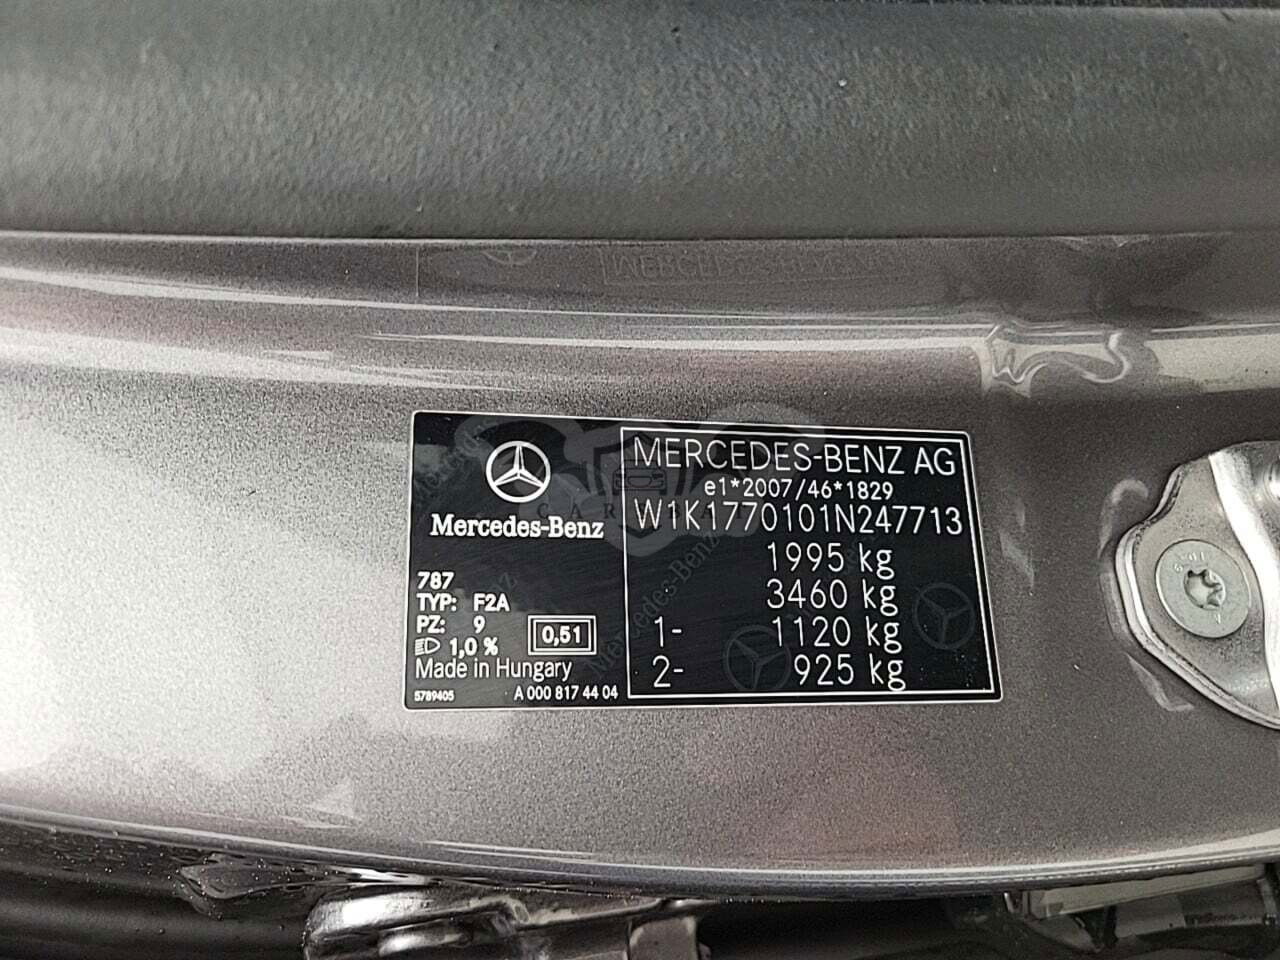 Mercedes-Benz
787
TYP: F2A
PZ: 9
1,0 %
0,51
Made in Hungary
5789405
A 000 817 44 04
MERCEDES-BENZ AG
e1*2007/46*1829
W1K1770101N247713
1995 kg
3460 kg
1- 1120 kg
2- 925 kg